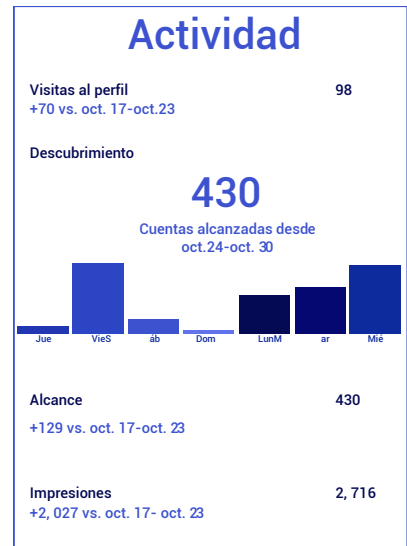 Actividad
Visitas al perfil 98
+70 vs. oct. 17-oct.23
Descubrimiento
430
Cuentas alcanzadas desde
oct.24-oct. 30
Jue VieS áb Dom LunM ar Mié
Alcance 430
+129 vs. oct. 17-oct. 23
Impresiones 2, 716
+2, 027 vs. oct. 17- oct. 23